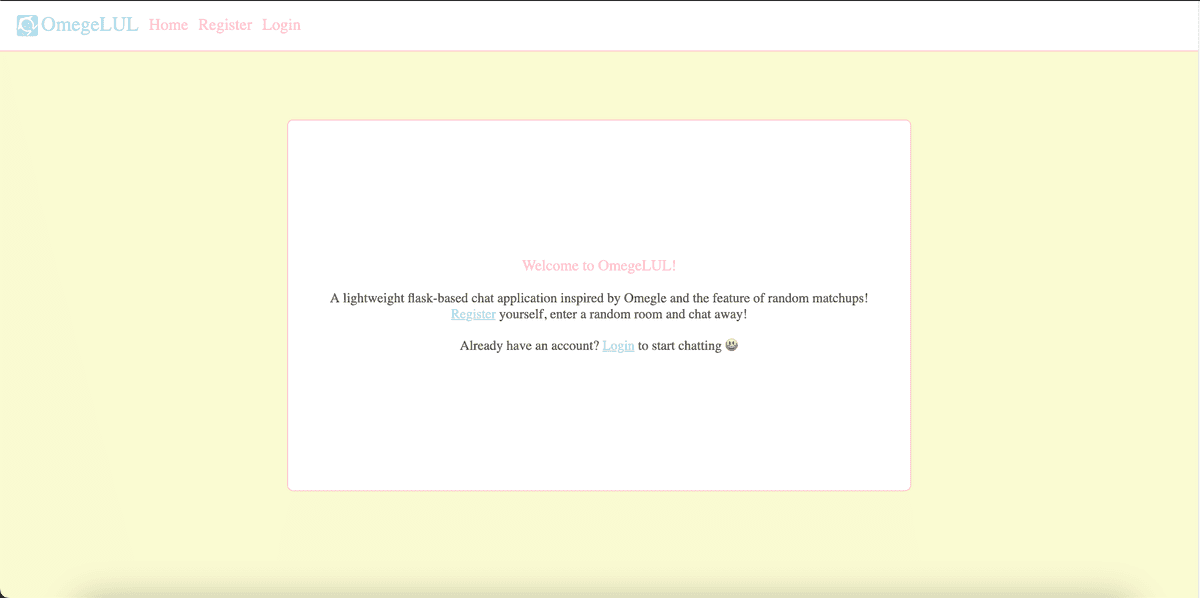 OmegeLUL Home Register Login
Welcome to OmegeLUL!
A lightweight flask-based chat application inspired by Omegle and the feature of random matchups!
Register yourself, enter a random room and chat away!
Already have an account? Login to start chatting 😀